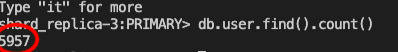 Type "it" for more
shard_replica-3:PRIMARY> db.user.find().count()
5957